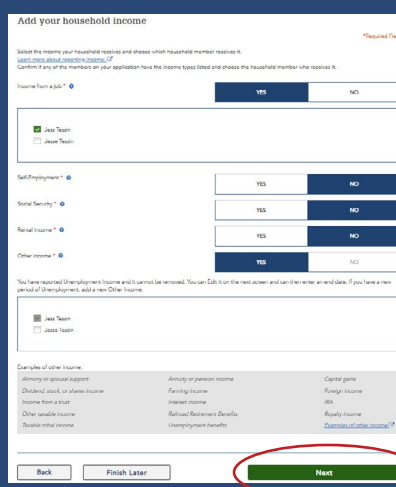 Add your household income
*Required Fie
Select the income your household receives and choose which household member receives it.
Learn more about reporting income.
Confirm if any of the members on your application have the income types listed and choose the household member who receives it.
Income from a job *
YES
NO
Jess Tessin
Jesse Tessin
Self-Employment *
YES
NO
Social Security *
YES
NO
Rental income *
YES
NO
Other income *
YES
NO
You have reported Unemployment Income and it cannot be removed. You can Edit it on the next screen and can then enter an end date. If you have a new
period of Unemployment, add a new Other Income.
Jess Tessin
Jesse Tessin
Examples of other income.
Alimony or spousal support
Annuity or pension income
Capital gains
Dividend, stock, or shares income
Farming income
Foreign income
Income from a trust
Interest income
IRA
Other taxable income
Railroad Retirement Benefits
Royalty income
Taxable tribal income
Unemployment benefits
Examples of other income
Back
Finish Later
Next